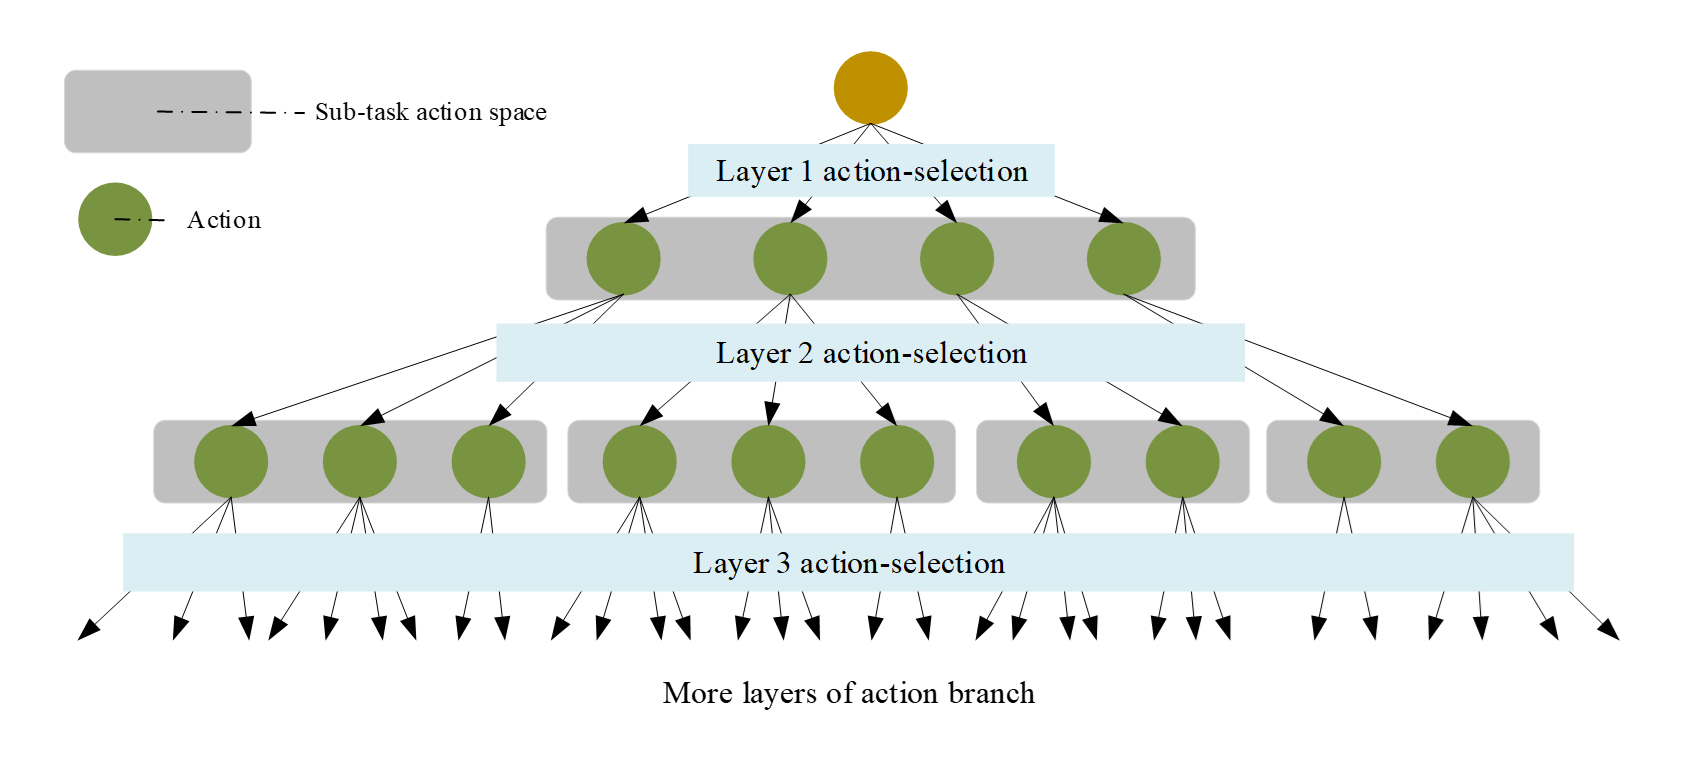 Sub-task action space
Action
Layer 1 action-selection
Layer 2 action-selection
Layer 3 action-selection
More layers of action branch